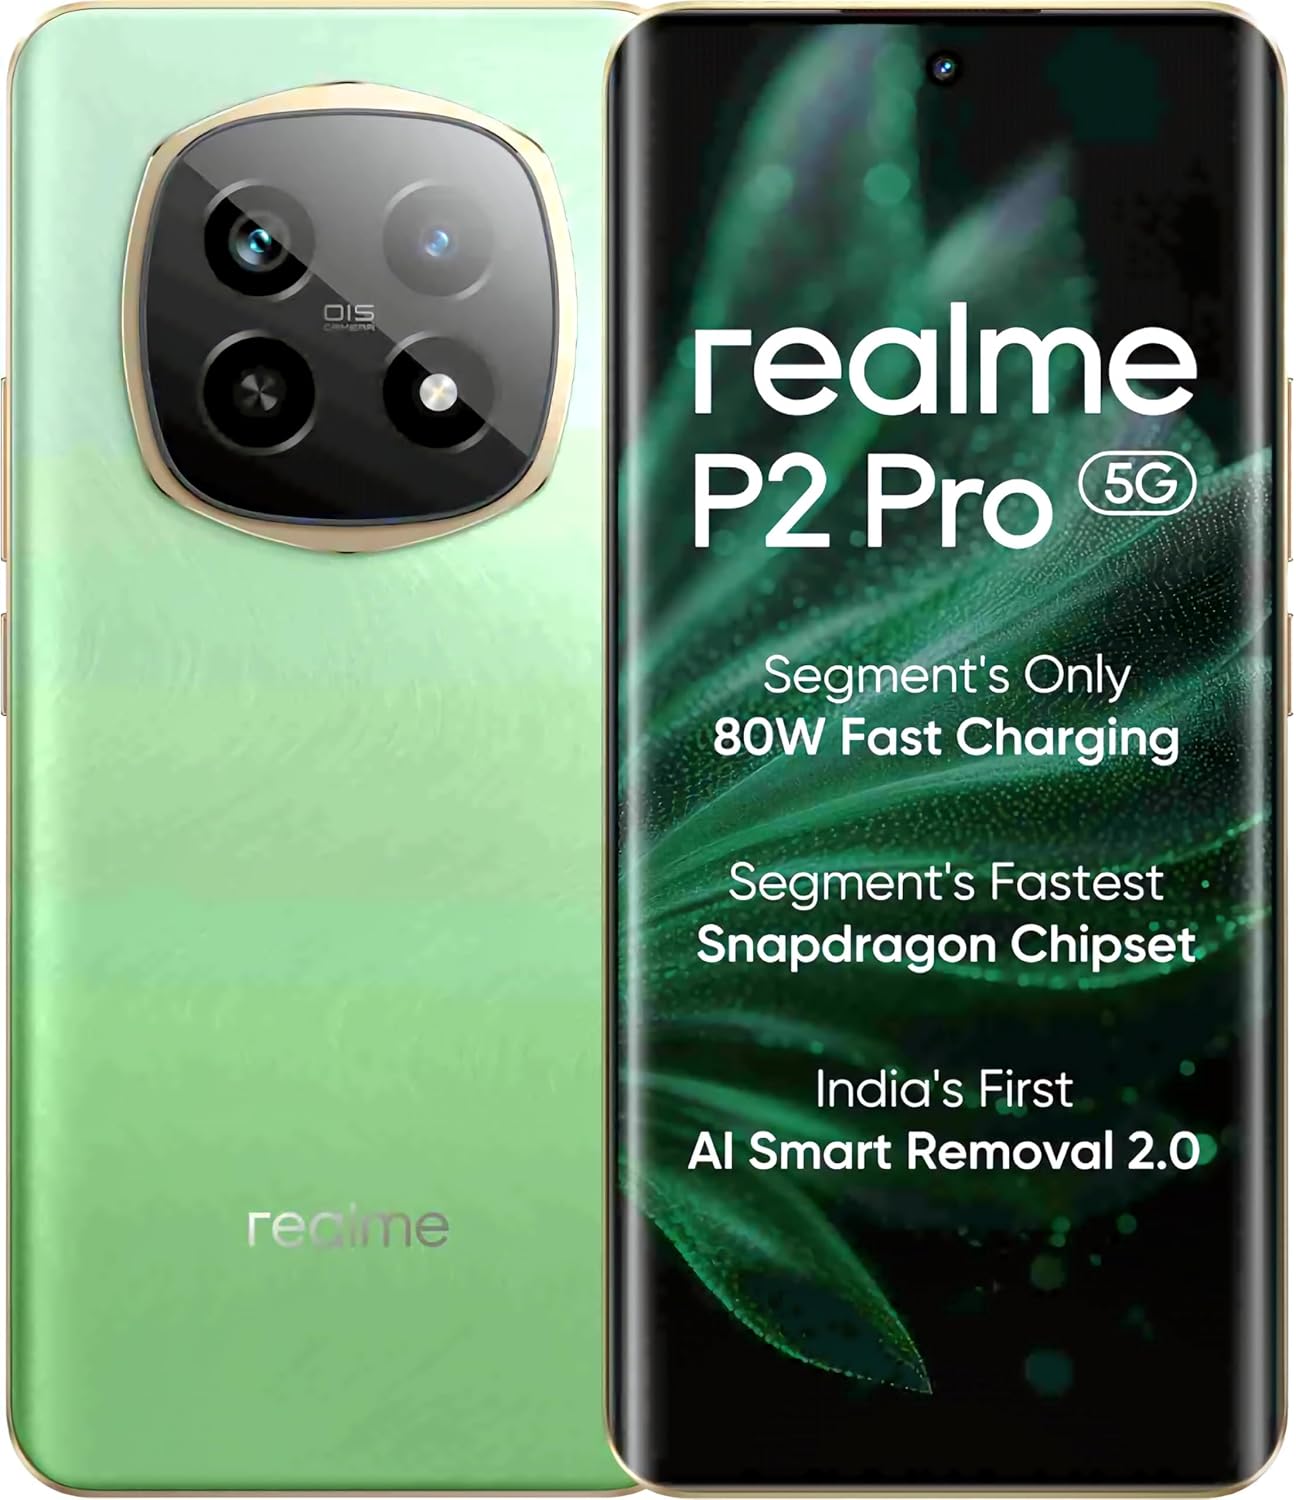 OIS
CAMERA
realme
realme
P2 Pro 5G
Segment's Only
80W Fast Charging
Segment's Fastest
Snapdragon Chipset
India's First
AI Smart Removal 2.0